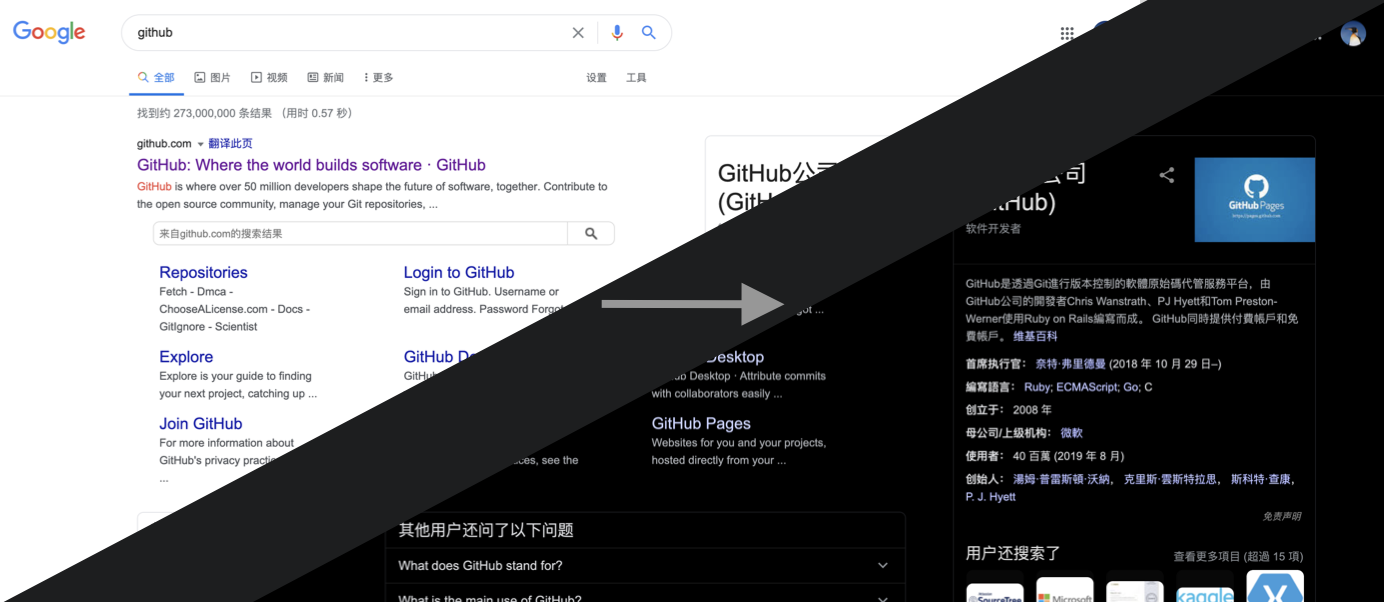 Google
github
全部
图片
视频
新闻
更多
设置
工具
找到约 273,000,000 条结果 （用时 0.57 秒）
github.com 翻译此页
GitHub: Where the world builds software · GitHub
GitHub is where over 50 million developers shape the future of software, together. Contribute to
the open source community, manage your Git repositories, ...
来自github.com的搜索结果
Repositories
Fetch - Dmca -
ChooseALicense.com - Docs -
GitIgnore - Scientist
Login to GitHub
Sign in to GitHub. Username or
email address. Password Forgot
Explore
Explore is your guide to finding
your next project, catching up ...
GitHub
Desktop
Desktop · Attribute commits
with collaborators easily ...
Join GitHub
For more information about
GitHub's privacy
...
see the
GitHub Pages
Websites for you and your projects,
hosted directly from your ...
其他用户还问了以下问题
What does GitHub stand for?
What is the main use of GitHub?
GitHub公司
软件开发者
GitHub Pages
https://pages.github.com
GitHub是透過Git進行版本控制的軟體原始碼代管服務平台，由
GitHub公司的開發者Chris Wanstrath、PJ Hyett和Tom Preston-
Werner使用Ruby on Rails編寫而成。 GitHub同時提供付費帳戶和免
費帳戶。 维基百科
首席执行官： 奈特·弗里德曼 (2018 年 10 月 29 日–)
編寫語言： Ruby; ECMAScript; Go; C
创立于： 2008 年
母公司/上级机构： 微軟
使用者： 40 百萬 (2019 年 8 月)
创始人： 湯姆·普雷斯頓·沃納， 克里斯·雲斯特拉思， 斯科特·查康，
P. J. Hyett
免责声明
用户还搜索了
查看更多項目 (超過 15 項)
SourceTree
Microsoft
kaggle